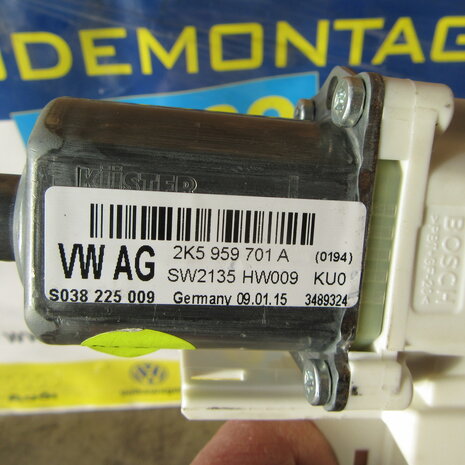 DEMONTAG
KÜSTER
2K5 959 701 A (0194)
VW AG
SW2135 HW009 KU0
S038 225 009 Germany 09.01.15 3489324
BOSCH